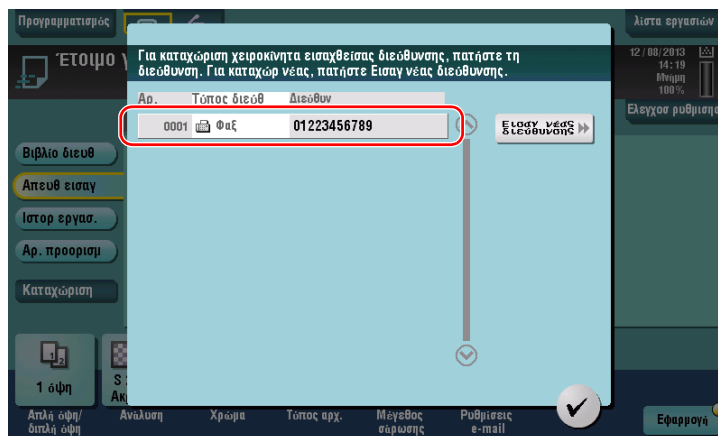 Προγραμματισμός
λίστα εργασιών
Έτοιμο
Για καταχώριση χειροκίνητα εισαχθείσας διεύθυνσης, πατήστε τη
διεύθυνση. Για καταχώρ νέας, πατήστε Εισαγ νέας διεύθυνσης.
12/08/2013
14:19
Μνήμη
100%
Αρ. Τύπος διεύθ Διεύθυν
Ελεγχοσ ρυθμιση
0001 Φαξ 01223456789
Εισαγ νέας
διεύθυνσης
Βιβλίο διευθ
Απευθ εισαγ
Ιστορ εργασ.
Αρ. προορισμ
Καταχώριση
1 όψη
S
Ακ
Απλή όψη/
διπλή όψη
Ανάλυση
Χρώμα
Τύπος αρχ.
Μέγεθος
σάρωσης
Ρυθμίσεις
e-mail
Εφαρμογή